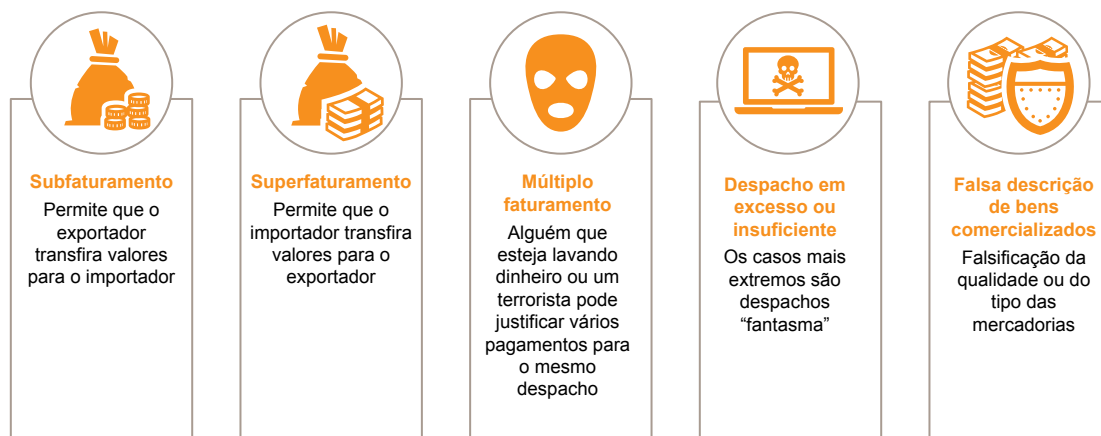 Subfaturamento
Permite que o
exportador
transfira valores
para o importador
Superfaturamento
Permite que o
importador transfira
valores para o
exportador
Múltiplo
faturamento
Alguém que
esteja lavando
dinheiro ou um
terrorista pode
justificar vários
pagamentos para
o mesmo
despacho
Despacho em
excesso ou
insuficiente
Os casos mais
extremos são
despachos
“fantasma”
Falsa descrição
de bens
comercializados
Falsificação da
qualidade ou do
tipo das
mercadorias